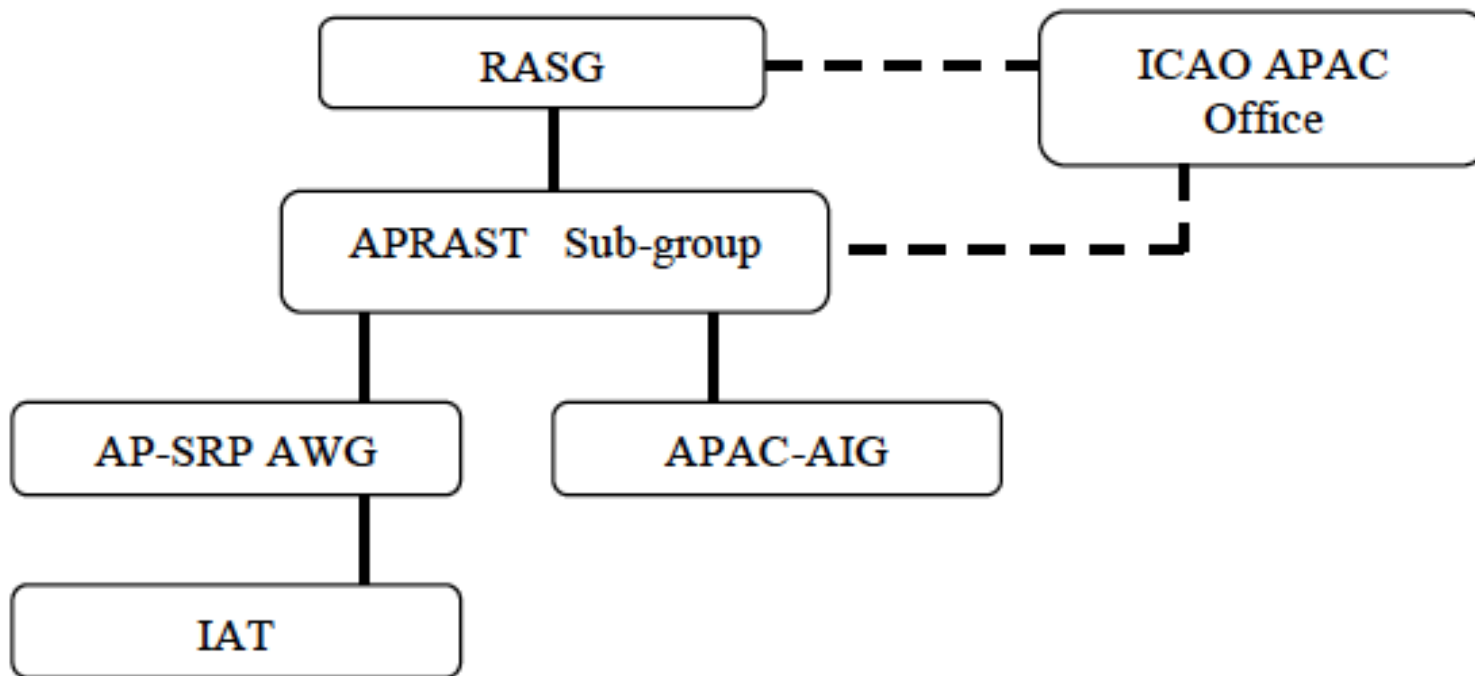 RASG
ICAO APAC
Office
APRAST Sub-group
AP-SRP AWG
APAC-AIG
IAT